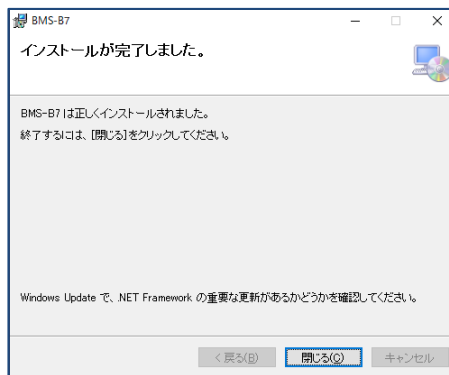 BMS-B7
インストールが完了しました。
BMS-B7 は正しくインストールされました。
終了するには、[閉じる]をクリックしてください。
Windows Update で、.NET Framework の重要な更新があるかどうかを確認してください。
< 戻る(B)
閉じる(C)
キャンセル